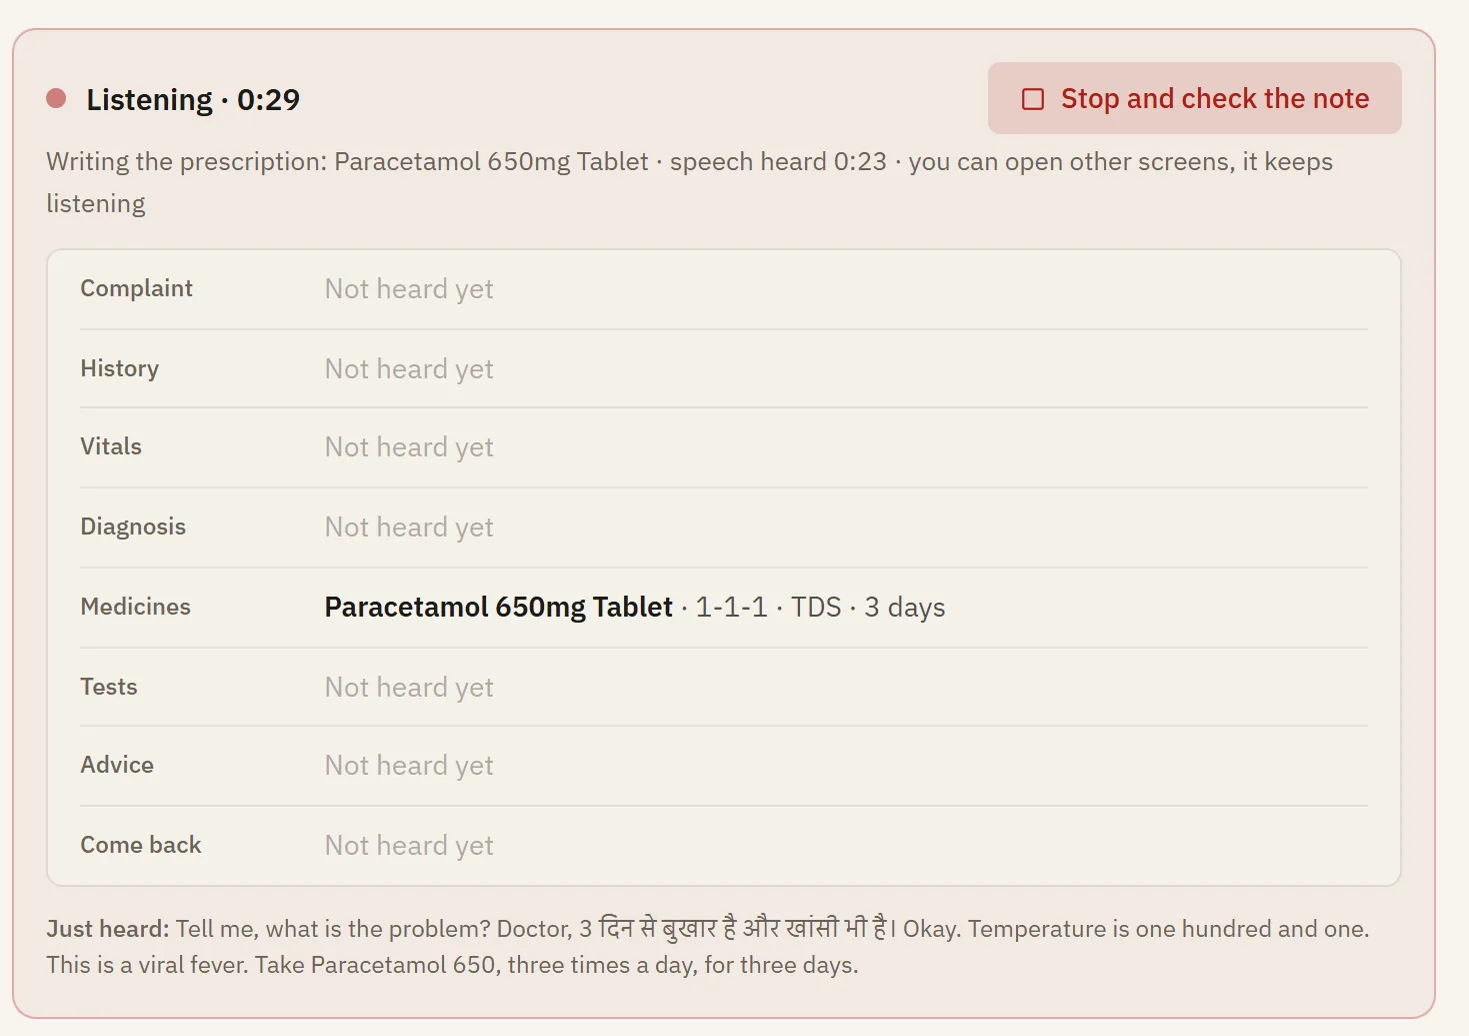 Listening · 0:29
Stop and check the note
Writing the prescription: Paracetamol 650mg Tablet · speech heard 0:23 · you can open other screens, it keeps
listening
Complaint Not heard yet
History Not heard yet
Vitals Not heard yet
Diagnosis Not heard yet
Medicines Paracetamol 650mg Tablet · 1-1-1 · TDS · 3 days
Tests Not heard yet
Advice Not heard yet
Come back Not heard yet
Just heard: Tell me, what is the problem? Doctor, 3 दिन से बुखार है और खांसी भी है। Okay. Temperature is one hundred and one.
This is a viral fever. Take Paracetamol 650, three times a day, for three days.